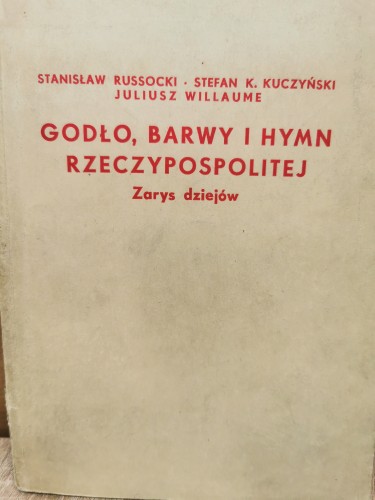 STANISŁAW RUSSOCKI · STEFAN K. KUCZYŃSKI
JULIUSZ WILLAUME
GODŁO, BARWY I HYMN
RZECZYPOSPOLITEJ
Zarys dziejów